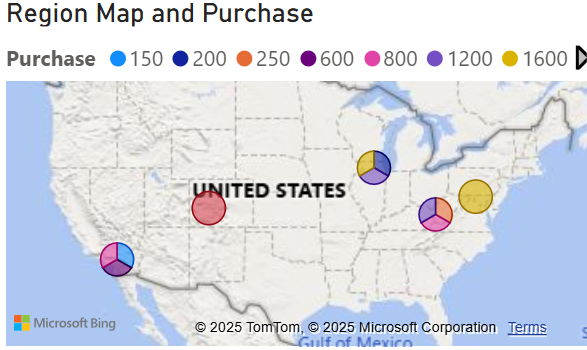 Region Map and Purchase
Purchase 150 200 250 600 800 1200 1600
UNITED STATES
Microsoft Bing
© 2025 TomTom, © 2025 Microsoft Corporation Terms
Gulf of Mexico